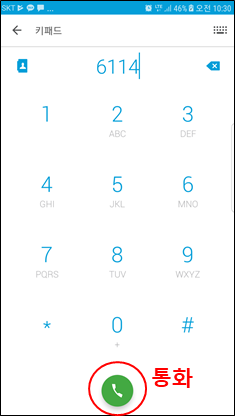 SKT ... 46% 오전 10:30
키패드
6114
1 2 3
ABC DEF
4 5 6
GHI JKL MNO
7 8 9
PQRS TUV WXYZ
* 0 #
+
통화